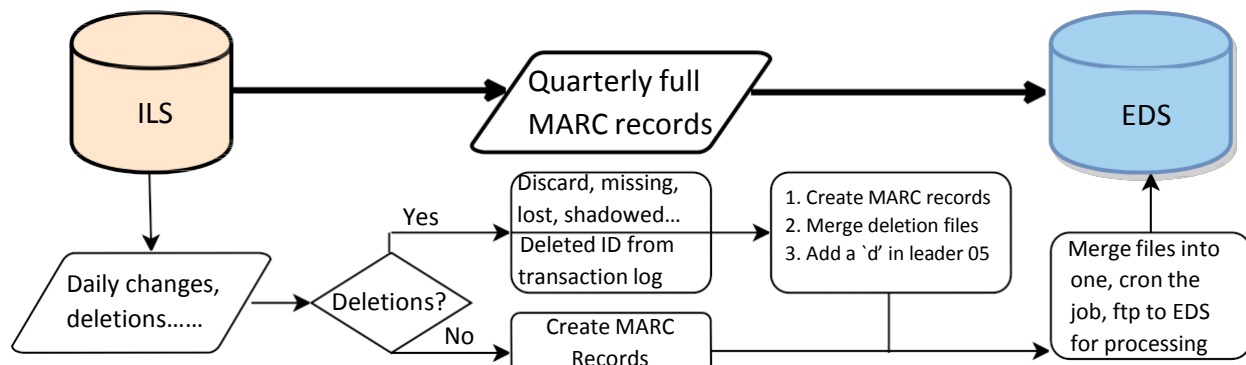 ILS
Quarterly full
MARC records
EDS
Daily changes,
deletions……
Deletions?
Yes
Discard, missing,
lost, shadowed…
Deleted ID from
transaction log
1. Create MARC records
2. Merge deletion files
3. Add a `d’ in leader 05
No
Create MARC
Records
Merge files into
one, cron the
job, ftp to EDS
for processing